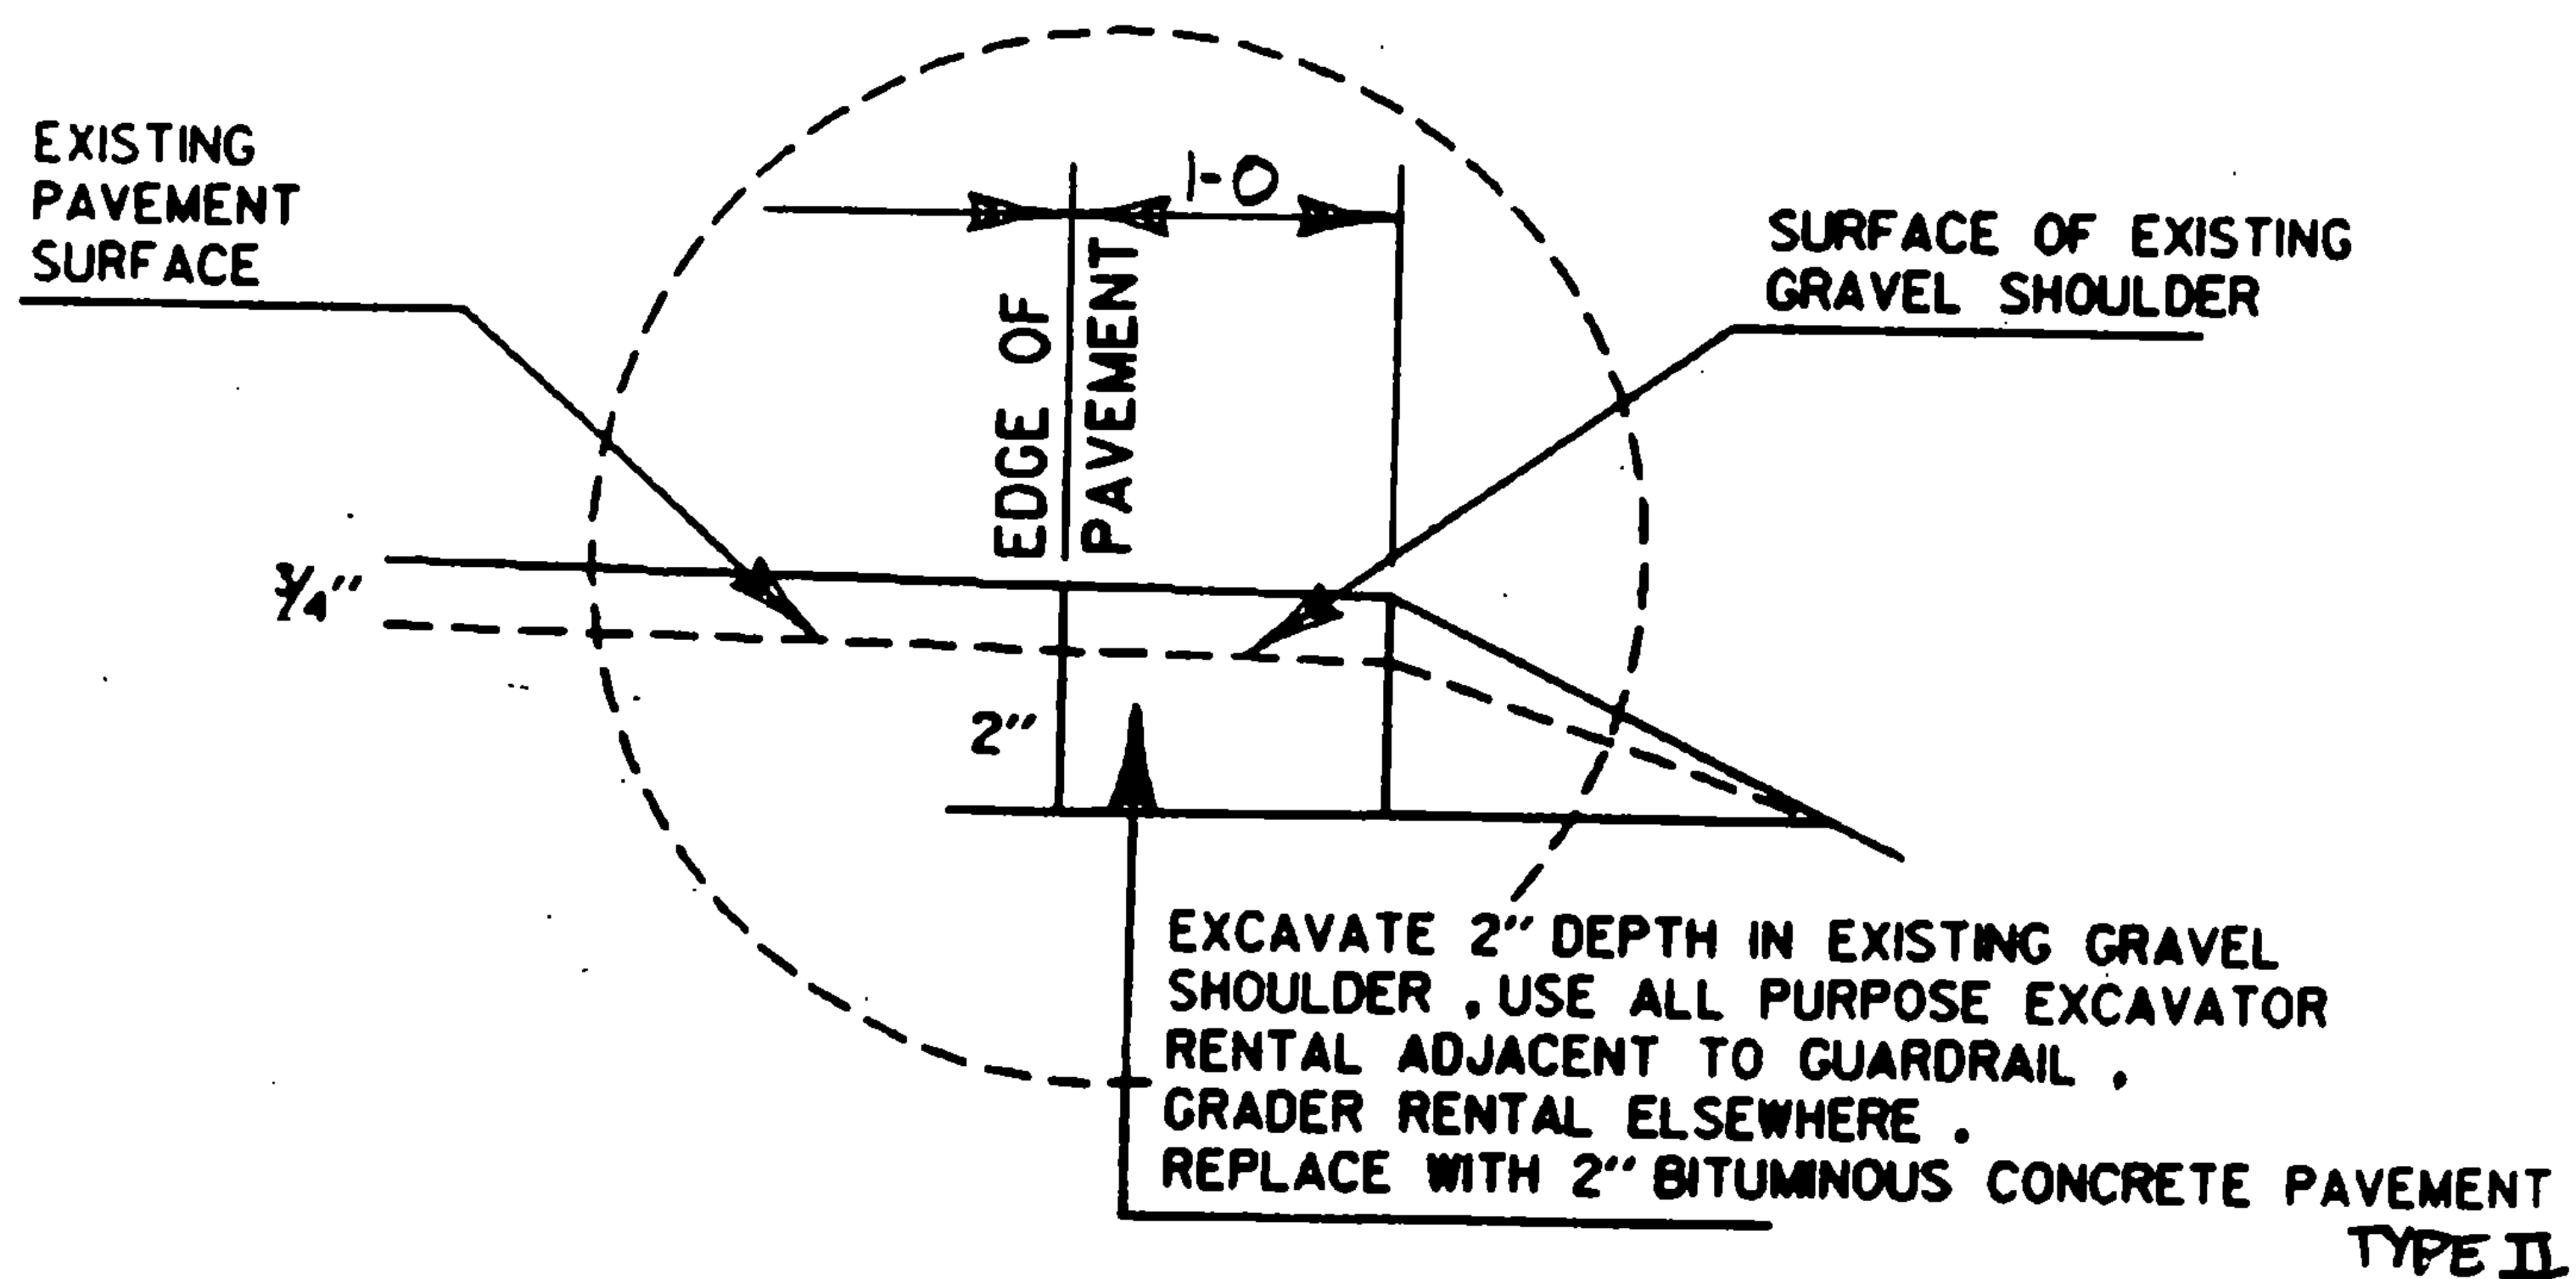 EXISTING
PAVEMENT
SURFACE
1-0
EDGE OF
PAVEMENT
SURFACE OF EXISTING
GRAVEL SHOULDER
3/4"
2"
EXCAVATE 2" DEPTH IN EXISTING GRAVEL
SHOULDER . USE ALL PURPOSE EXCAVATOR
RENTAL ADJACENT TO GUARDRAIL .
GRADER RENTAL ELSEWHERE .
REPLACE WITH 2" BITUMINOUS CONCRETE PAVEMENT
TYPE II